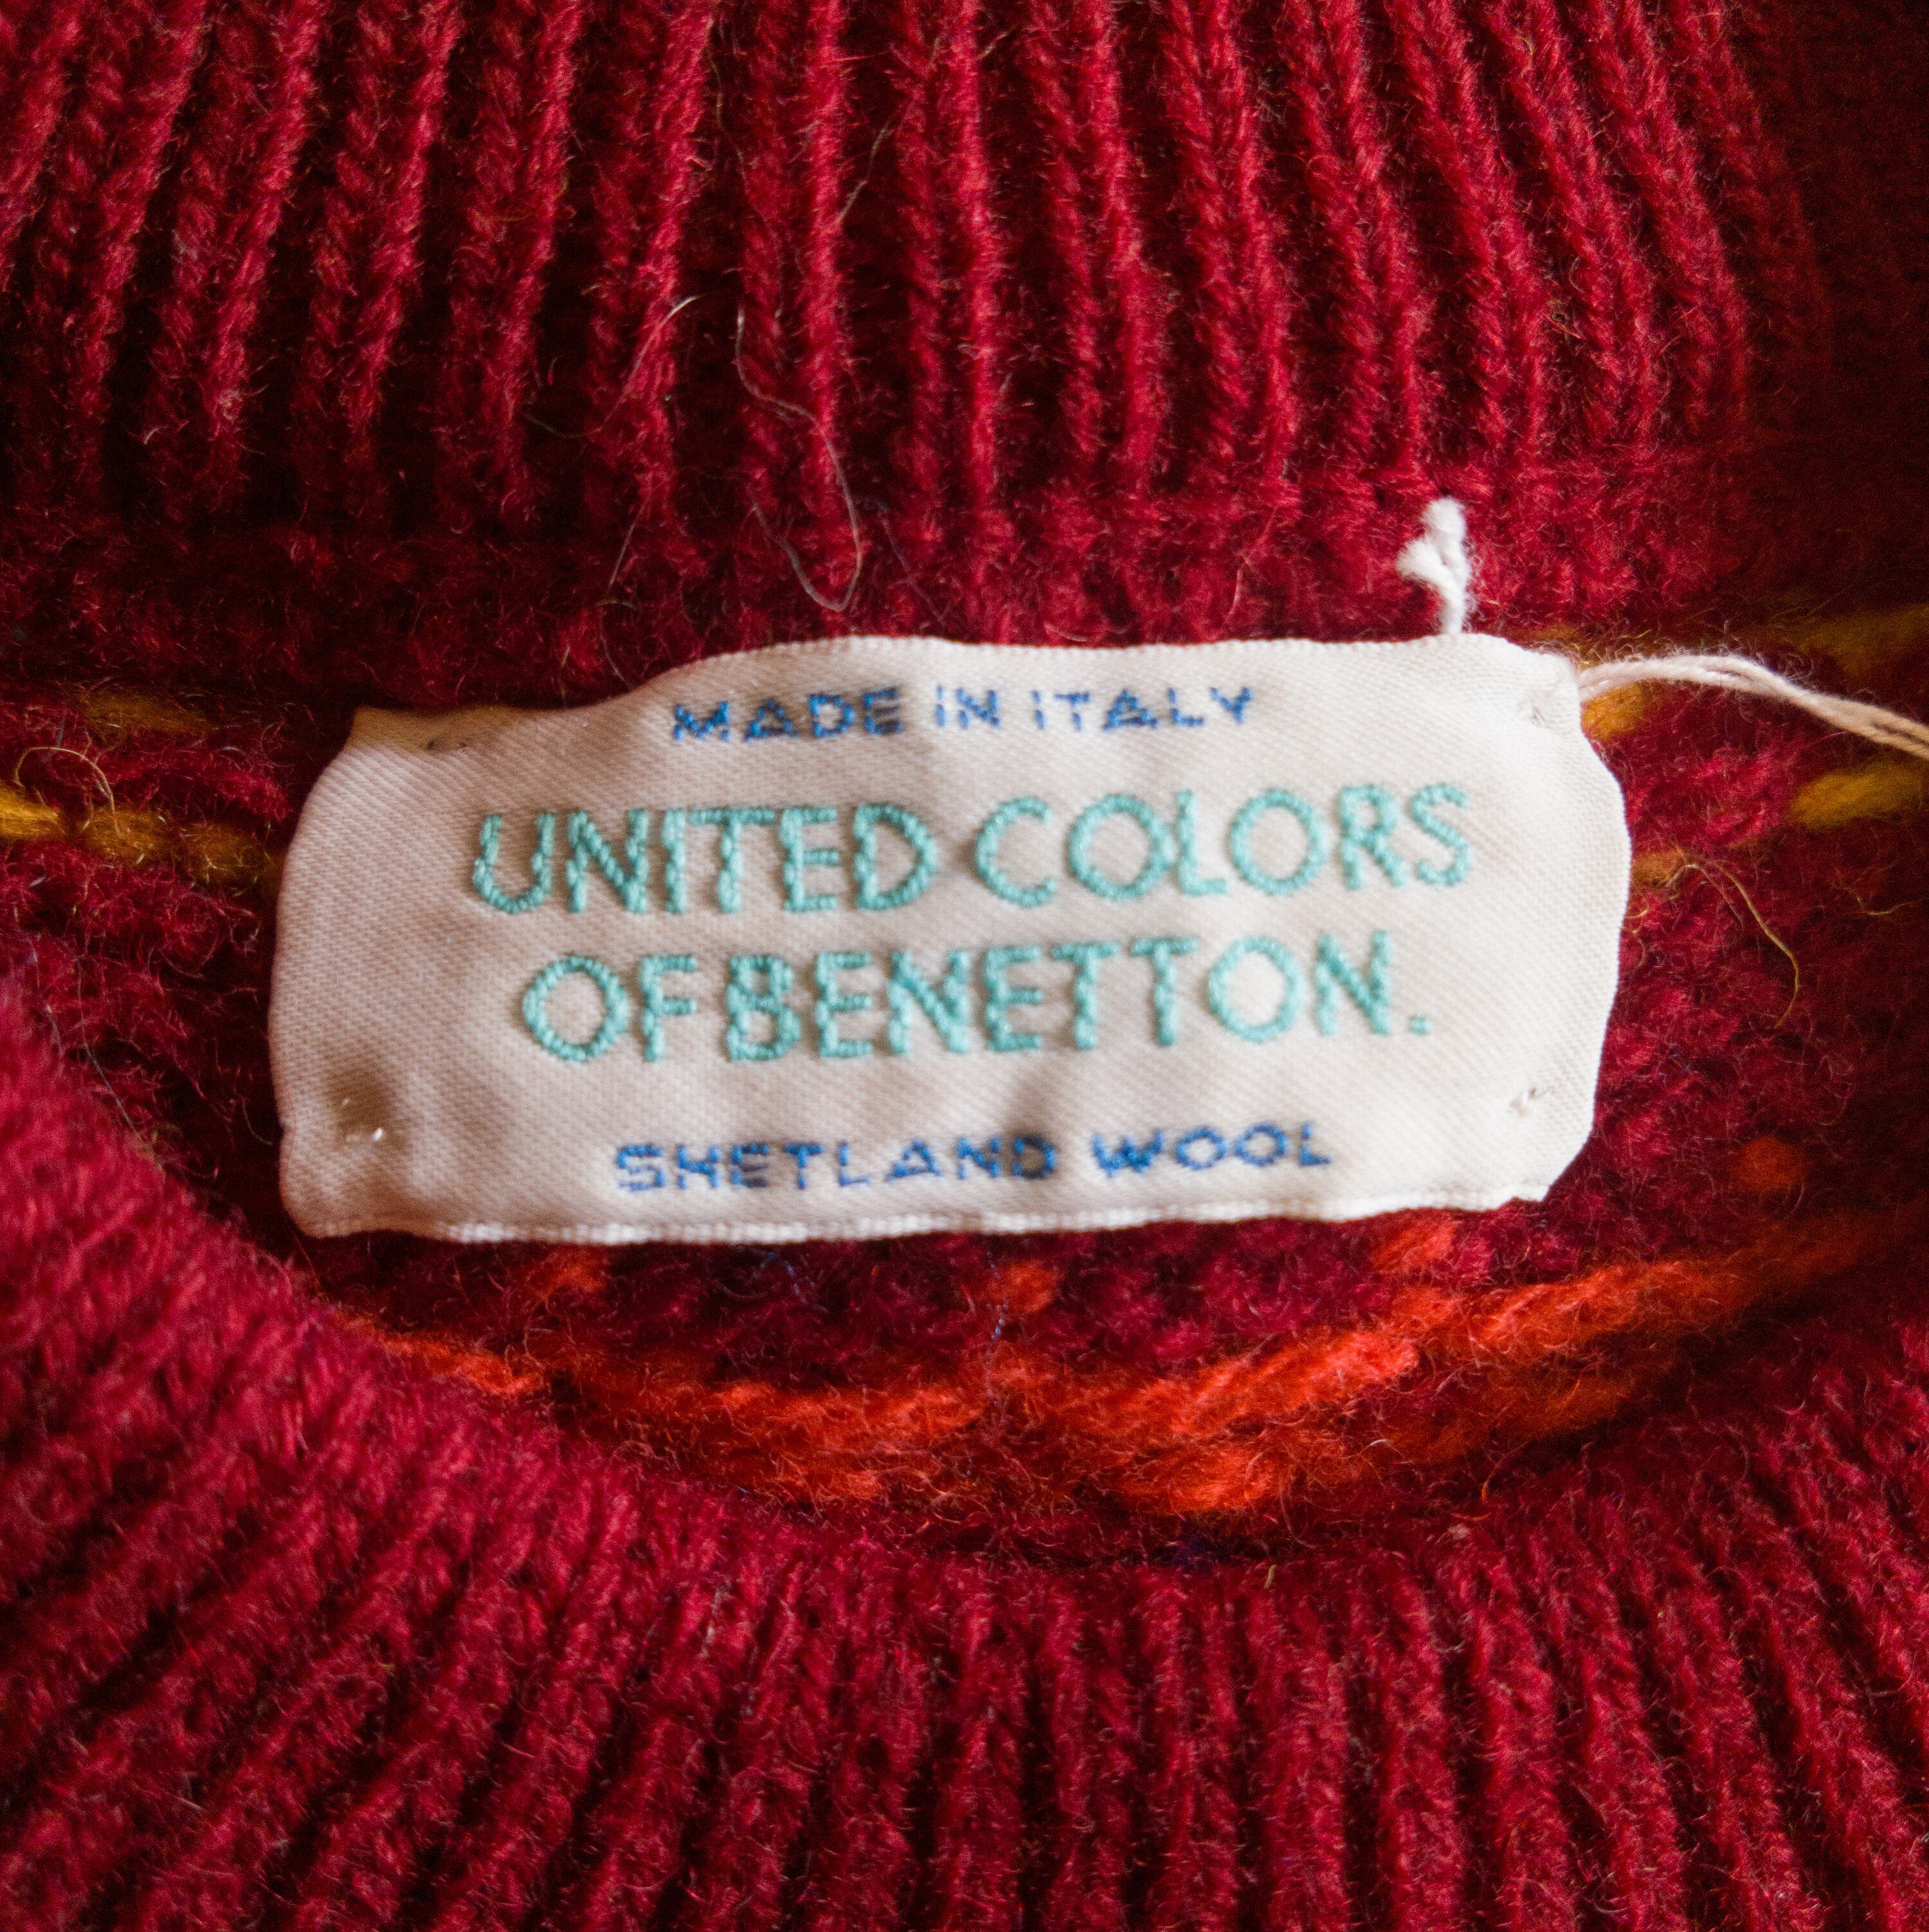 MADE IN ITALY
UNITED COLORS
OF BENETTON.
SHETLAND WOOL